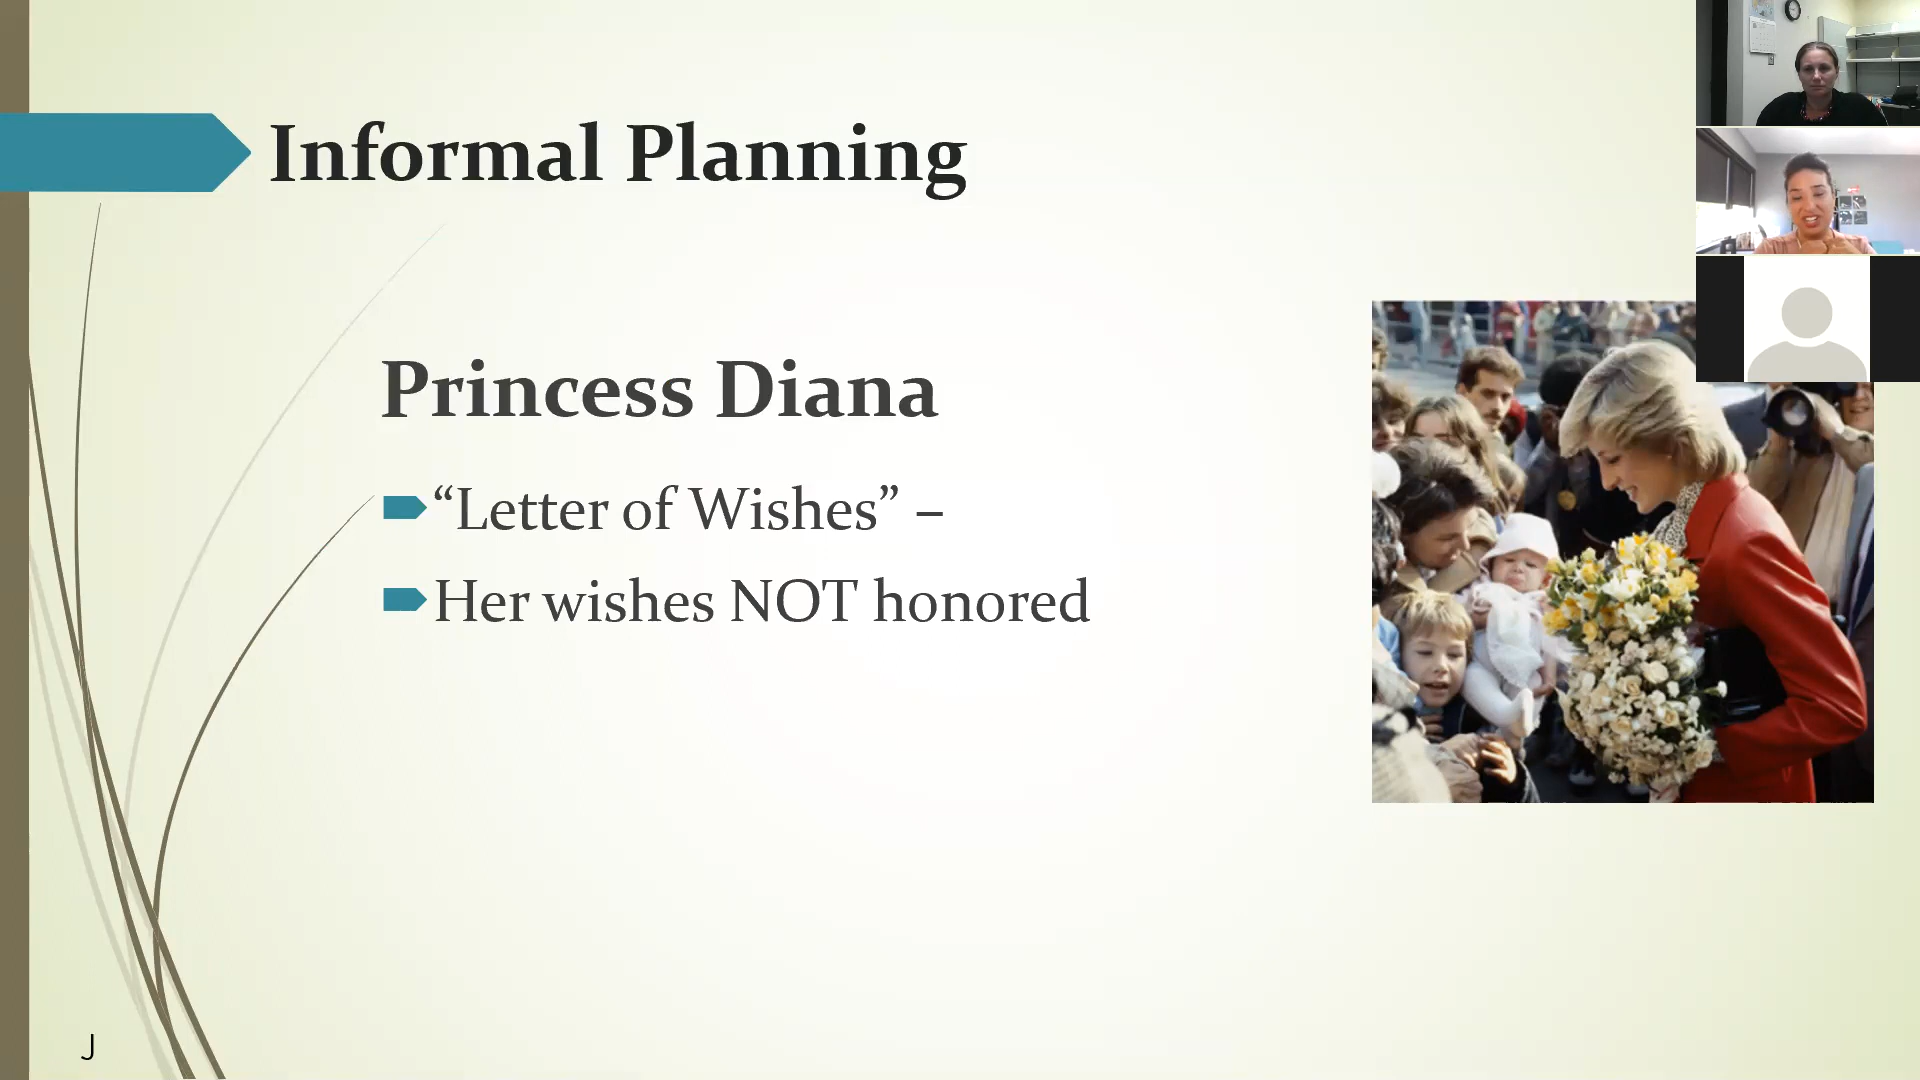 Informal Planning
Princess Diana
“Letter of Wishes” –
Her wishes NOT honored
J